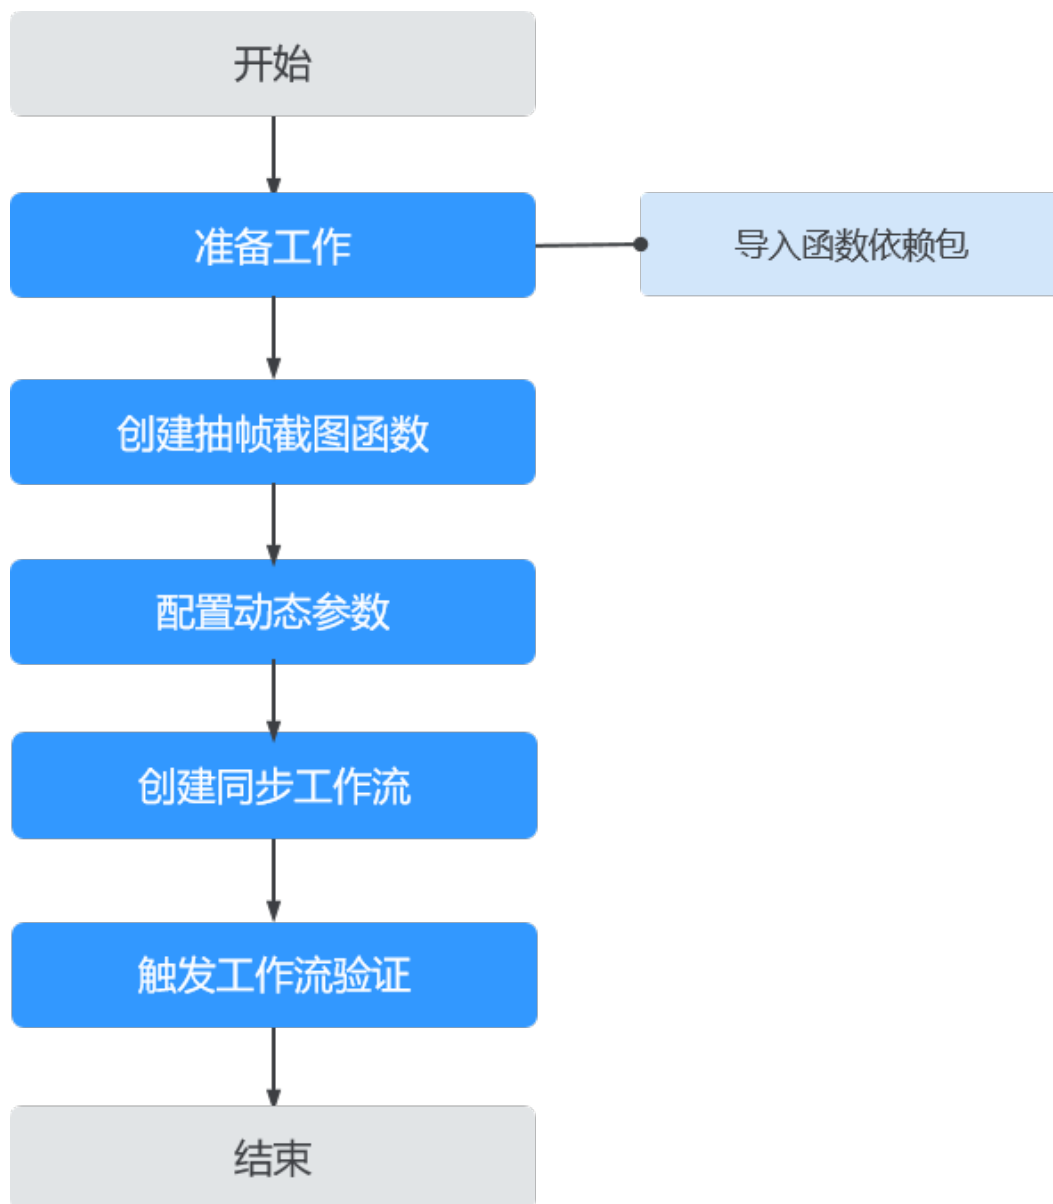 开始
准备工作
导入函数依赖包
创建抽帧截图函数
配置动态参数
创建同步工作流
触发工作流验证
结束